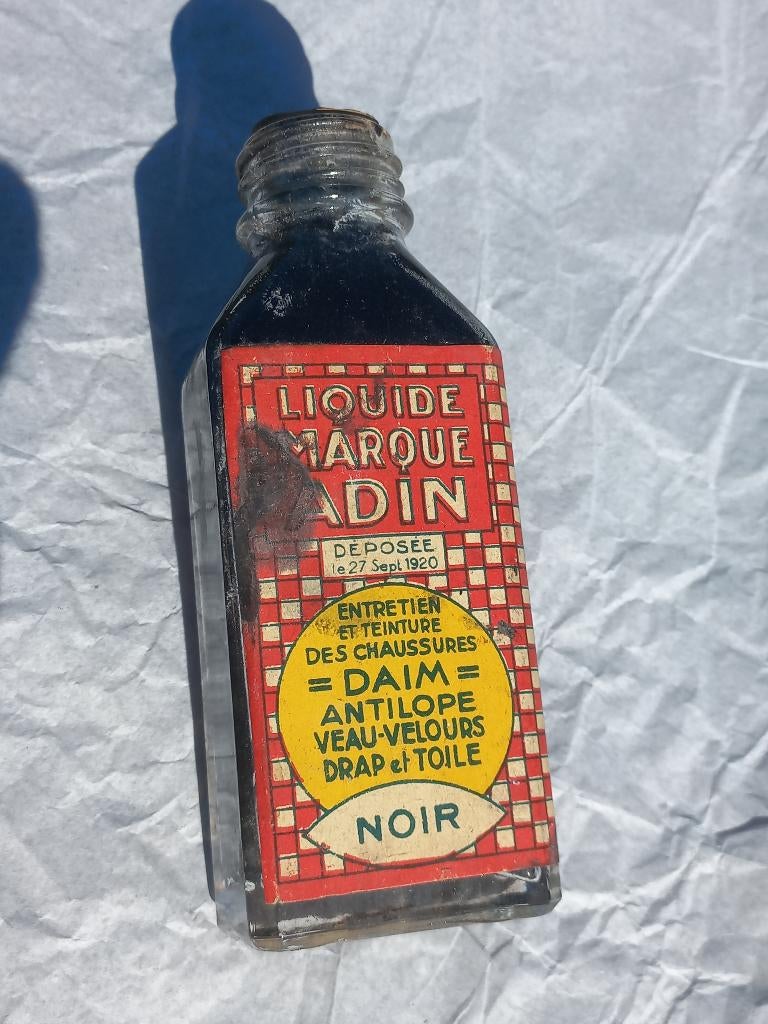 LIQUIDE
MARQUE
ADIN
DÉPOSÉE
le 27 Sept 1920
ENTRETIEN
ET TEINTURE
DES CHAUSSURES
= DAIM =
ANTILOPE
VEAU-VELOURS
DRAP et TOILE
NOIR